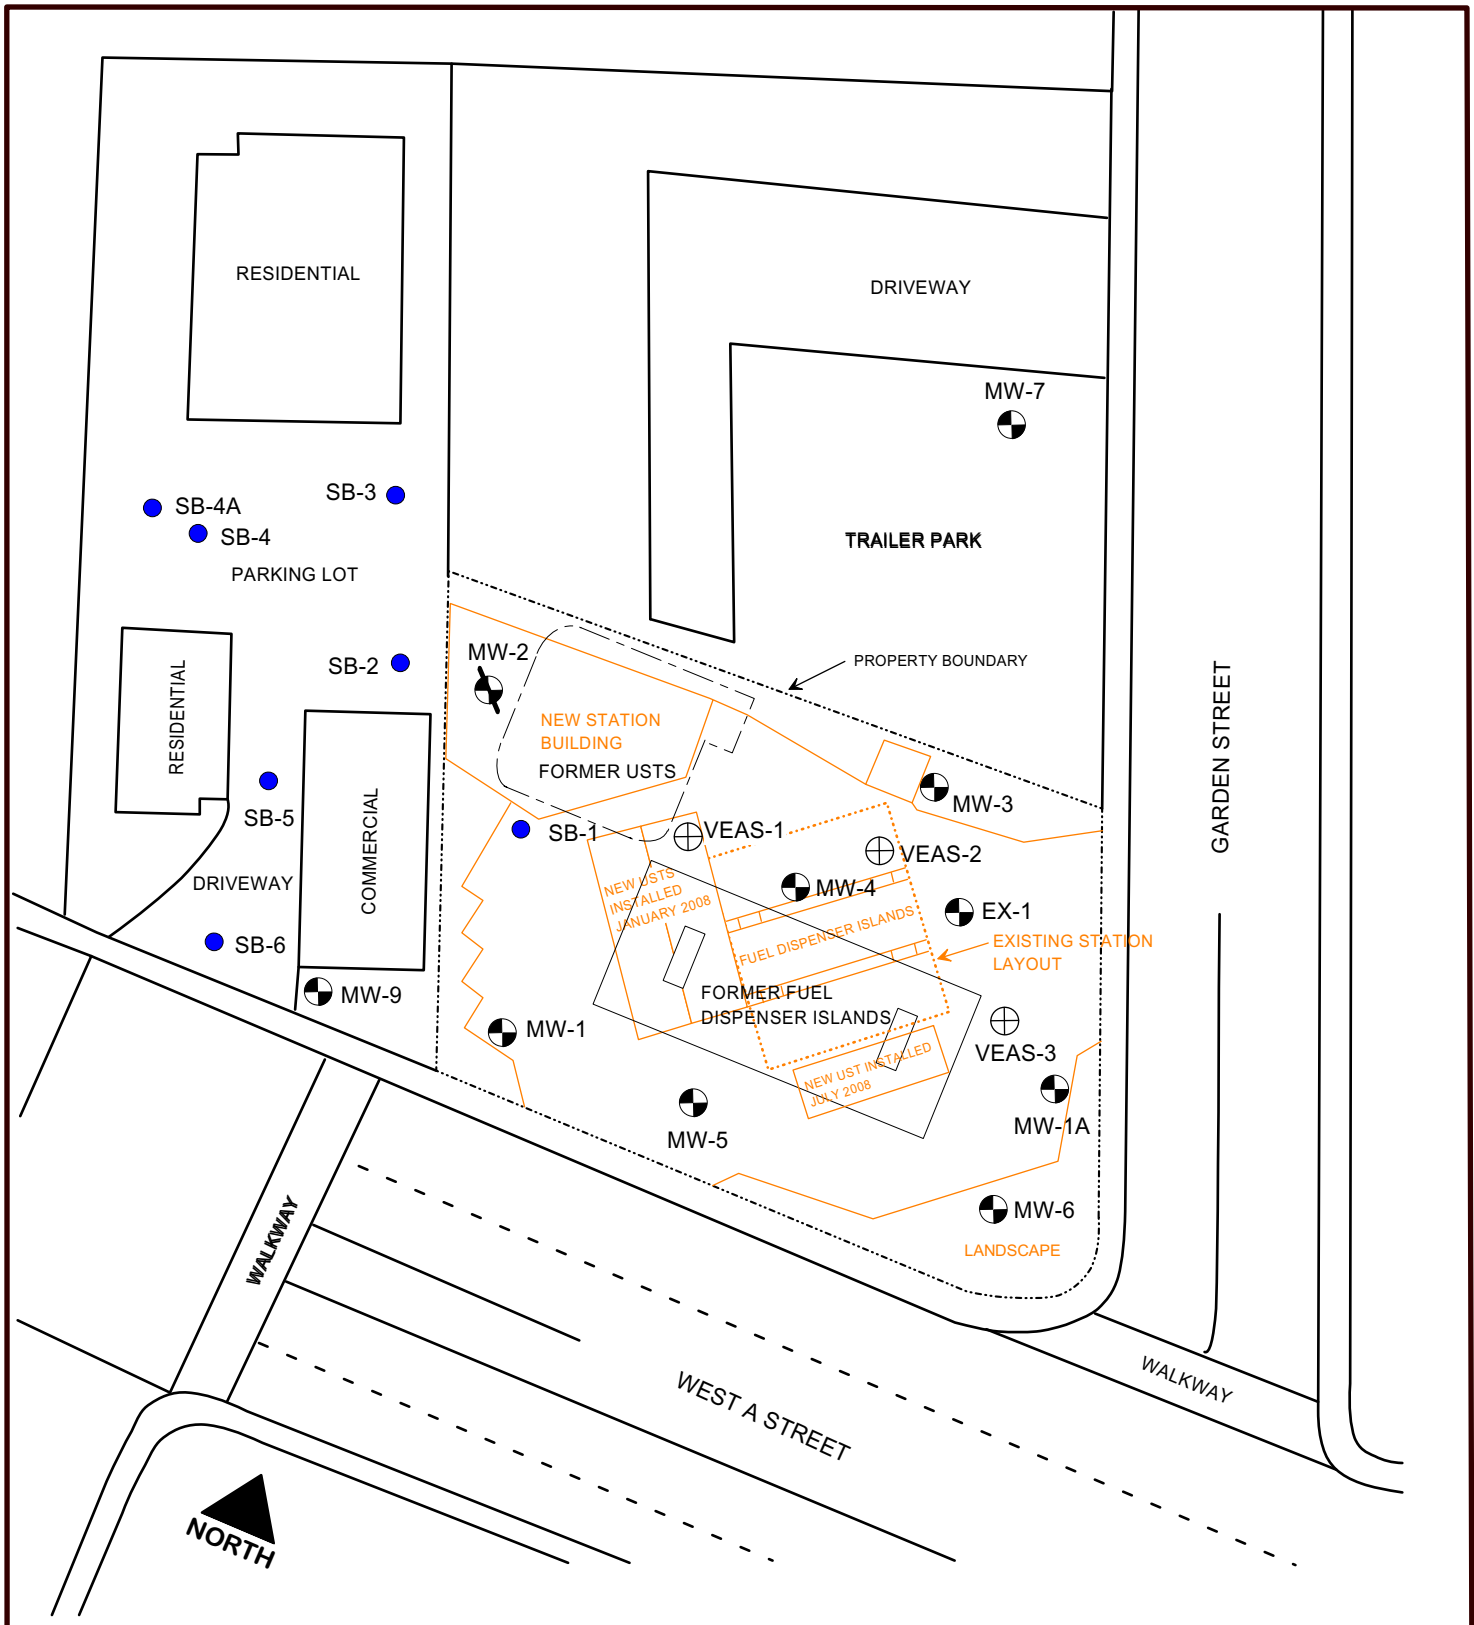 RESIDENTIAL
DRIVEWAY
MW-7
SB-3
SB-4A
SB-4
TRAILER PARK
PARKING LOT
MW-2
SB-2
PROPERTY BOUNDARY
RESIDENTIAL
GARDEN STREET
NEW STATION
BUILDING
FORMER USTS
MW-3
SB-5
SB-1
VEAS-1
VEAS-2
COMMERCIAL
DRIVEWAY
NEW USTS
INSTALLED
JANUARY 2008
MW-4
EX-1
FUEL DISPENSER ISLANDS
EXISTING STATION
LAYOUT
SB-6
MW-9
FORMER FUEL
DISPENSER ISLANDS
MW-1
VEAS-3
NEW UST INSTALLED
JULY 2008
MW-5
MW-1A
MW-6
LANDSCAPE
WALKWAY
WEST A STREET
WALKWAY
NORTH